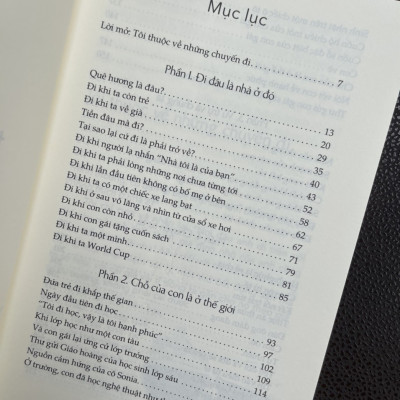 Mục lục
Lời mở: Tôi thuộc về những chuyến đi 7
Phần 1. Đi đâu là nhà ở đó
Quê hương là đâu? 13
Đi khi ta còn trẻ 20
Đi khi ta về già 29
Tiền đâu mà đi? 35
Tại sao lại cứ đi là phải trở về? 40
Đi khi người lạ nhắn "Nhà tôi là của bạn" 43
Đi khi ta phải lòng những nơi chưa từng tới 52
Đi khi lần đầu tiên không có bố mẹ ở bên 58
Đi khi ta có một chiếc xe lang bạt 62
Đi khi ở sau vô lăng và nhìn từ cửa sổ xe hơi 67
Đi khi con còn nhỏ 71
Đi khi con gái tặng cuốn sách 79
Đi khi ta một mình 81
Đi khi ta World Cup 85
Phần 2. Chỗ của con là ở thế giới
Đứa trẻ đi khắp thế gian 93
Ngày đầu tiên đi học 97
"Tôi đi học, vậy là tôi hạnh phúc" 102
Khi lớp học như một con tàu 109
Và con gái lại ứng cử lớp trưởng 114
Thư gửi Giáo hoàng của học sinh lớp sáu
Nguồn cảm hứng của cô Sonia
Ở trường, con đã học nghệ thuật như